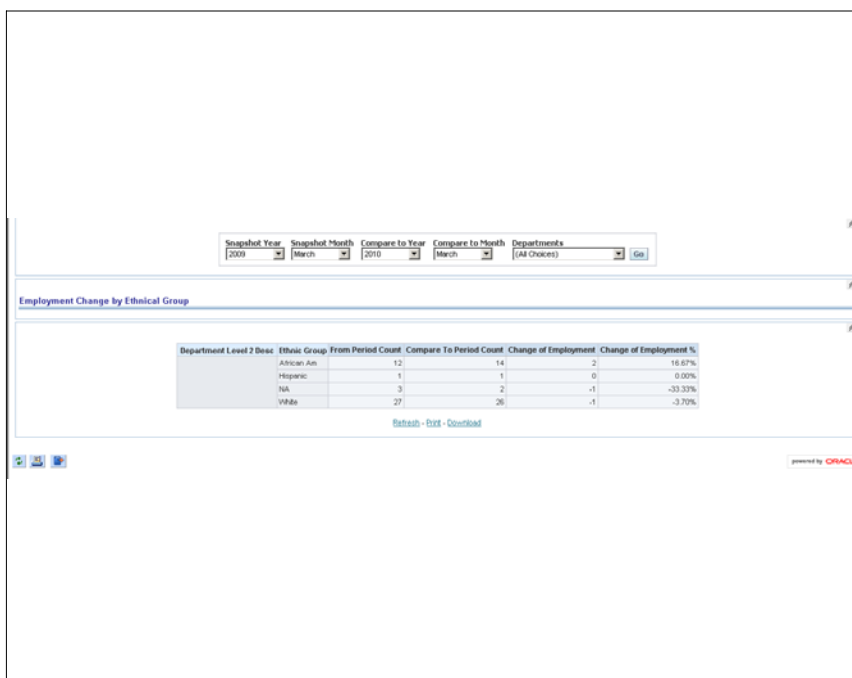 Snapshot Year Snapshot Month Compare to Year Compare to Month Departments
2009 March 2010 March (All Choices) Go
Employment Change by Ethnical Group
Department Level 2 Desc Ethnic Group From Period Count Compare To Period Count Change of Employment Change of Employment %
African Am 12 14 2 16.67%
Hispanic 1 1 0 0.00%
NA 3 2 -1 -33.33%
White 27 26 -1 -3.70%
Refresh - Print - Download
powered by ORACL